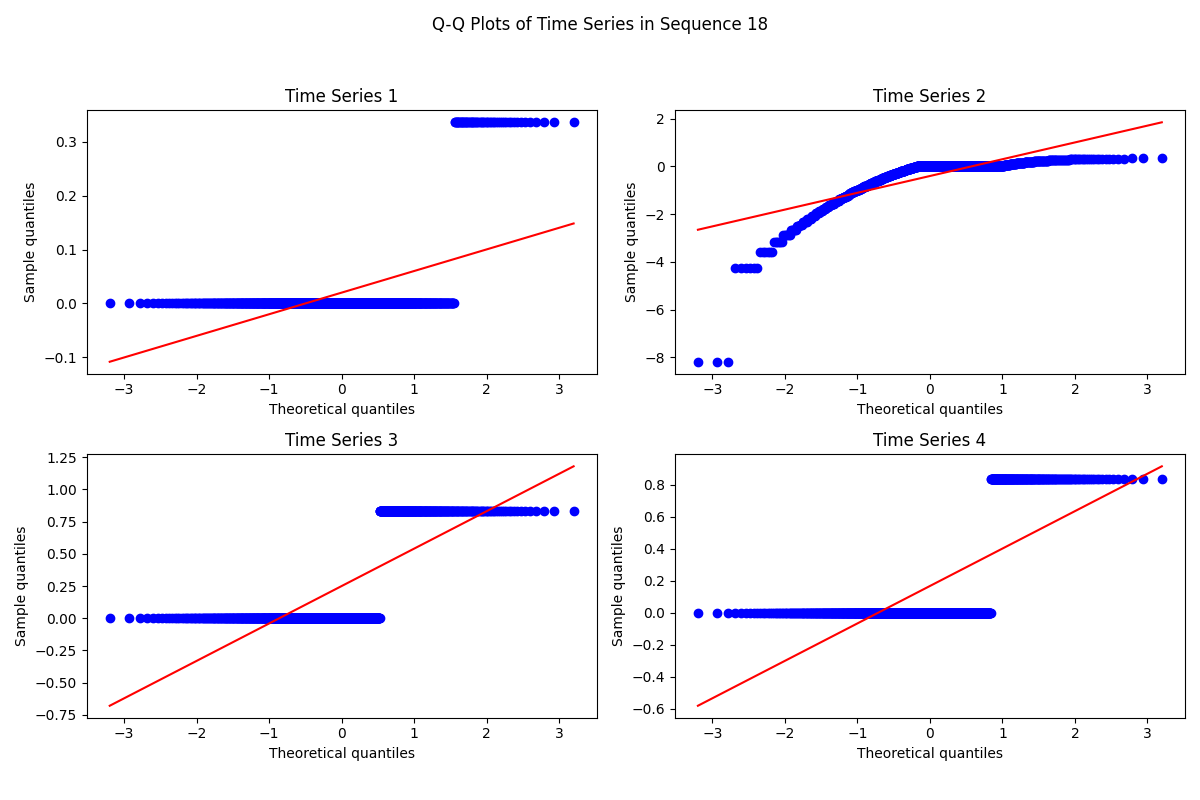 Q-Q Plots of Time Series in Sequence 18
Time Series 1
Sample quantiles
0.3
0.2
0.1
0.0
−0.1
−3 −2 −1 0 1 2 3
Theoretical quantiles
Time Series 2
Sample quantiles
2
0
−2
−4
−6
−8
−3 −2 −1 0 1 2 3
Theoretical quantiles
Time Series 3
Sample quantiles
1.25
1.00
0.75
0.50
0.25
0.00
−0.25
−0.50
−0.75
−3 −2 −1 0 1 2 3
Theoretical quantiles
Time Series 4
Sample quantiles
0.8
0.6
0.4
0.2
0.0
−0.2
−0.4
−0.6
−3 −2 −1 0 1 2 3
Theoretical quantiles